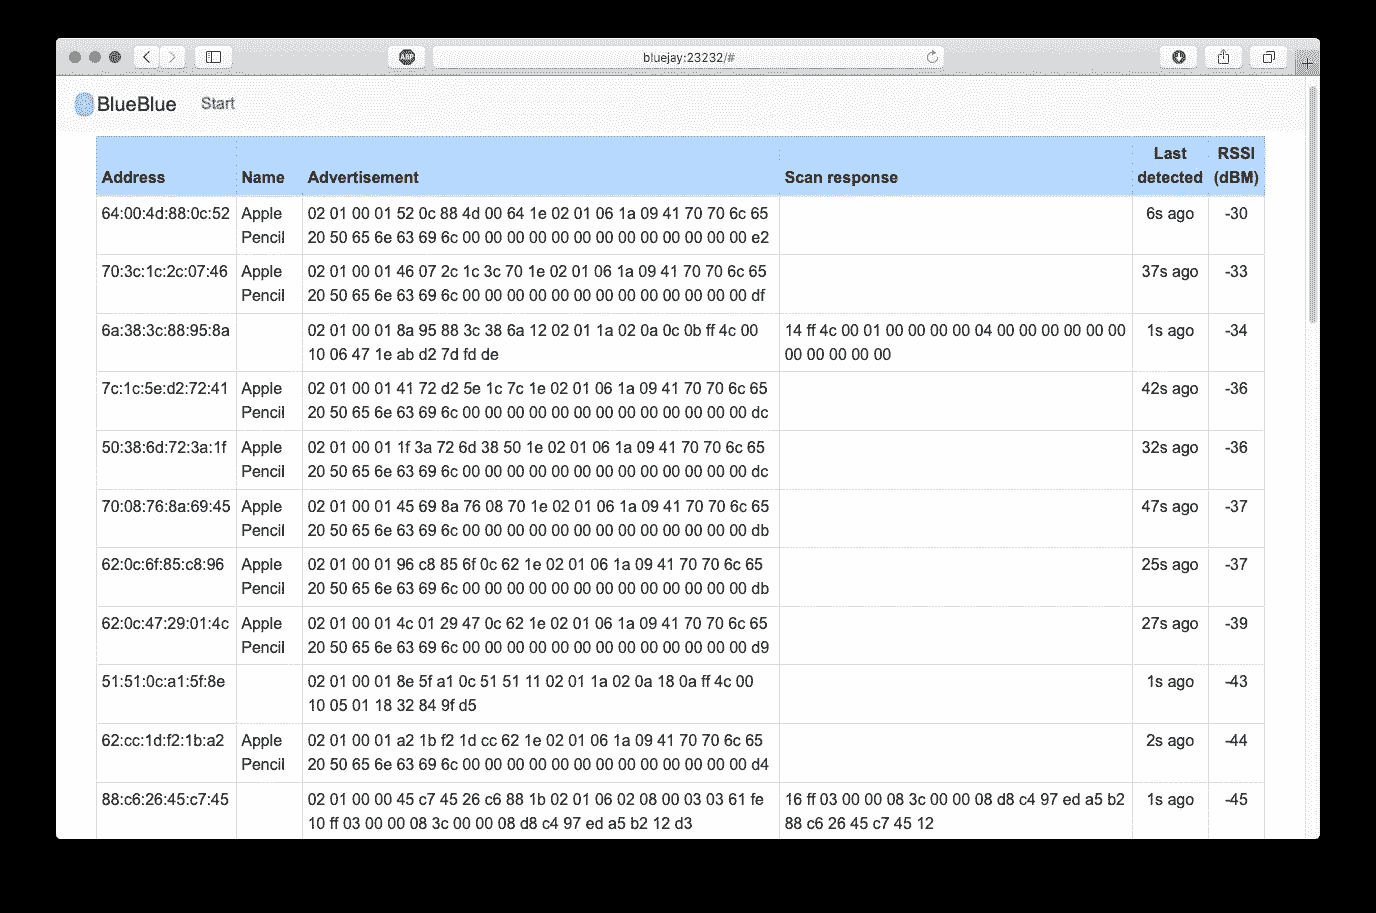 ABP
bluejay:23232/#
BlueBlue Start
Address Name Advertisement Scan response Last detected RSSI (dBM)
64:00:4d:88:0c:52 Apple 02 01 00 01 52 0c 88 4d 00 64 1e 02 01 06 1a 09 41 70 70 6c 65 6s ago -30
Pencil 20 50 65 6e 63 69 6c 00 00 00 00 00 00 00 00 00 00 00 00 00 e2
70:3c:1c:2c:07:46 Apple 02 01 00 01 46 07 2c 1c 3c 70 1e 02 01 06 1a 09 41 70 70 6c 65 37s ago -33
Pencil 20 50 65 6e 63 69 6c 00 00 00 00 00 00 00 00 00 00 00 00 00 df
6a:38:3c:88:95:8a 02 01 00 01 8a 95 88 3c 38 6a 12 02 01 1a 02 0a 0c 0b ff 4c 00 14 ff 4c 00 01 00 00 00 00 04 00 00 00 00 00 00 1s ago -34
10 06 47 1e ab d2 7d fd de 00 00 00 00 00
7c:1c:5e:d2:72:41 Apple 02 01 00 01 41 72 d2 5e 1c 7c 1e 02 01 06 1a 09 41 70 70 6c 65 42s ago -36
Pencil 20 50 65 6e 63 69 6c 00 00 00 00 00 00 00 00 00 00 00 00 00 dc
50:38:6d:72:3a:1f Apple 02 01 00 01 1f 3a 72 6d 38 50 1e 02 01 06 1a 09 41 70 70 6c 65 32s ago -36
Pencil 20 50 65 6e 63 69 6c 00 00 00 00 00 00 00 00 00 00 00 00 00 dc
70:08:76:8a:69:45 Apple 02 01 00 01 45 69 8a 76 08 70 1e 02 01 06 1a 09 41 70 70 6c 65 47s ago -37
Pencil 20 50 65 6e 63 69 6c 00 00 00 00 00 00 00 00 00 00 00 00 00 db
62:0c:6f:85:c8:96 Apple 02 01 00 01 96 c8 85 6f 0c 62 1e 02 01 06 1a 09 41 70 70 6c 65 25s ago -37
Pencil 20 50 65 6e 63 69 6c 00 00 00 00 00 00 00 00 00 00 00 00 00 db
62:0c:47:29:01:4c Apple 02 01 00 01 4c 01 29 47 0c 62 1e 02 01 06 1a 09 41 70 70 6c 65 27s ago -39
Pencil 20 50 65 6e 63 69 6c 00 00 00 00 00 00 00 00 00 00 00 00 00 d9
51:51:0c:a1:5f:8e 02 01 00 01 8e 5f a1 0c 51 51 11 02 01 1a 02 0a 18 0a ff 4c 00 1s ago -43
10 05 01 18 32 84 9f d5
62:cc:1d:f2:1b:a2 Apple 02 01 00 01 a2 1b f2 1d cc 62 1e 02 01 06 1a 09 41 70 70 6c 65 2s ago -44
Pencil 20 50 65 6e 63 69 6c 00 00 00 00 00 00 00 00 00 00 00 00 00 d4
88:c6:26:45:c7:45 02 01 00 00 45 c7 45 26 c6 88 1b 02 01 06 02 08 00 03 03 61 fe 16 ff 03 00 00 08 3c 00 00 08 d8 c4 97 ed a5 b2 1s ago -45
10 ff 03 00 00 08 3c 00 00 08 d8 c4 97 ed a5 b2 12 d3 88 c6 26 45 c7 45 12